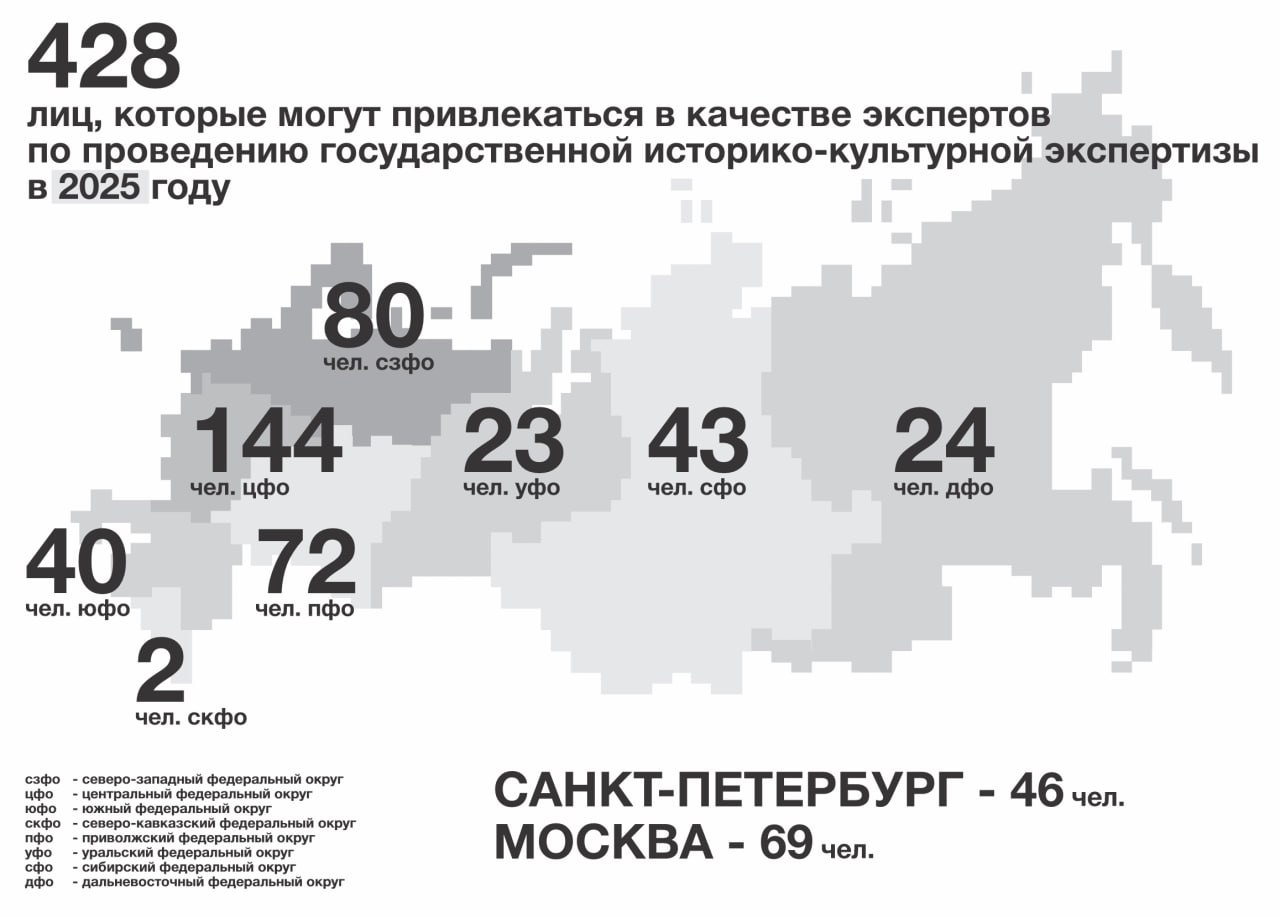 428
лиц, которые могут привлекаться в качестве экспертов
по проведению государственной историко-культурной экспертизы
в 2025 году
80
чел. сзфо
144
чел. цфо
23
чел. уфо
43
чел. сфо
24
чел. дфо
40
чел. юфо
72
чел. пфо
2
чел. скфо
сзфо - северо-западный федеральный округ
цфо - центральный федеральный округ
юфо - южный федеральный округ
скфо - северо-кавказский федеральный округ
пфо - приволжский федеральный округ
уфо - уральский федеральный округ
сфо - сибирский федеральный округ
дфо - дальневосточный федеральный округ
САНКТ-ПЕТЕРБУРГ - 46 чел.
МОСКВА - 69 чел.